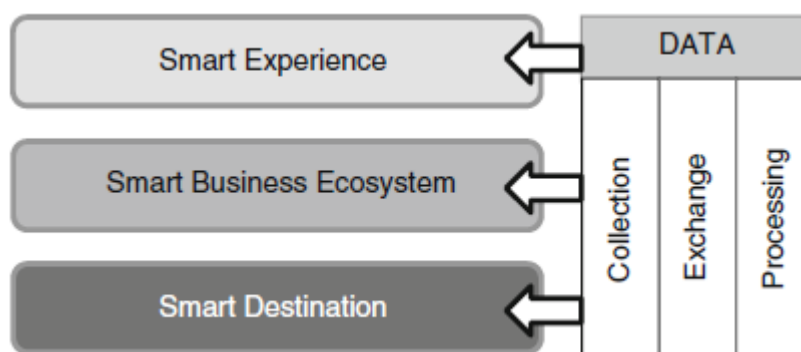 Smart Experience
Smart Business Ecosystem
Smart Destination
DATA
Collection
Exchange
Processing